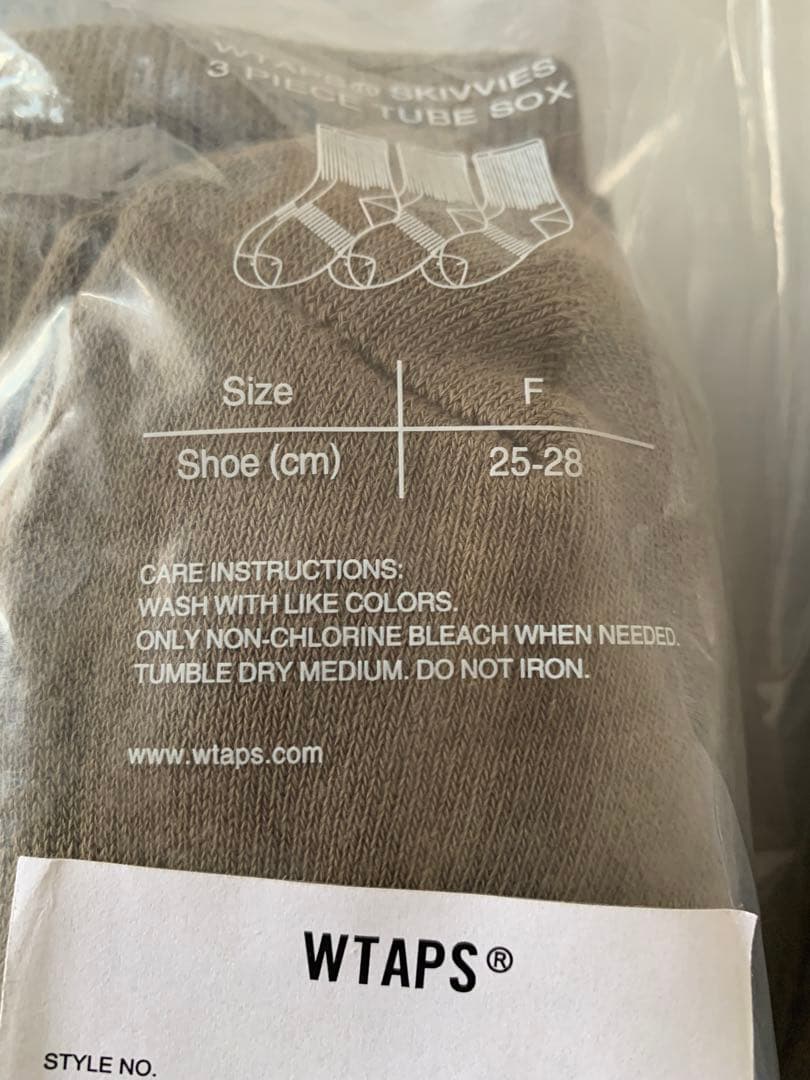 WTAPS® SKIVVIES
3 PIECE TUBE SOX
Size F
Shoe (cm) 25-28
CARE INSTRUCTIONS:
WASH WITH LIKE COLORS.
ONLY NON-CHLORINE BLEACH WHEN NEEDED.
TUMBLE DRY MEDIUM. DO NOT IRON.
www.wtaps.com
WTAPS®
STYLE NO.